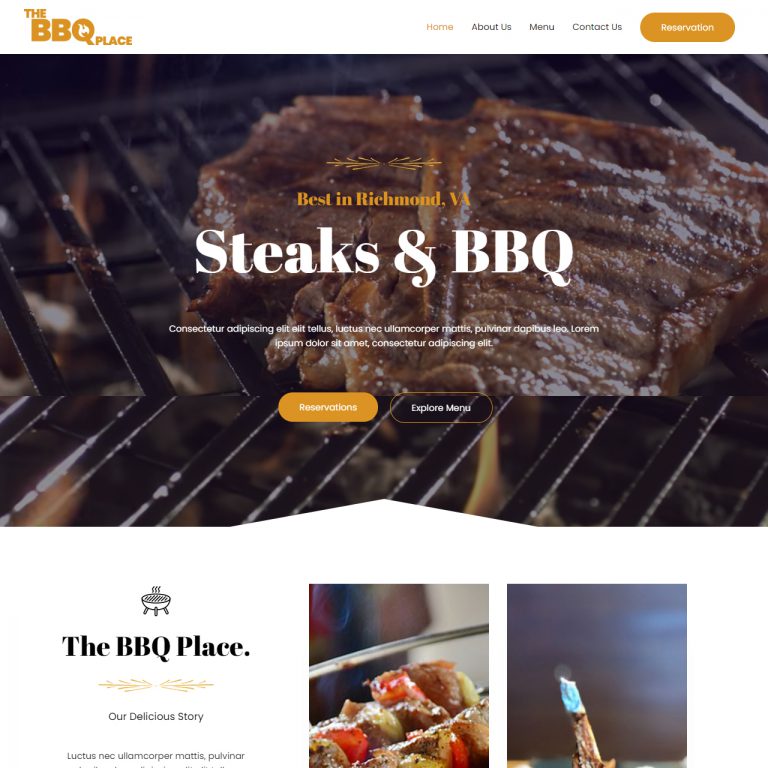 THE
BBQ
PLACE
Home About Us Menu Contact Us Reservation
Best in Richmond, VA
Steaks & BBQ
Consectetur adipiscing elit elit tellus, luctus nec ullamcorper mattis, pulvinar dapibus leo. Lorem
ipsum dolor sit amet, consectetur adipiscing elit.
Reservations Explore Menu
The BBQ Place.
Our Delicious Story
Luctus nec ullamcorper mattis, pulvinar